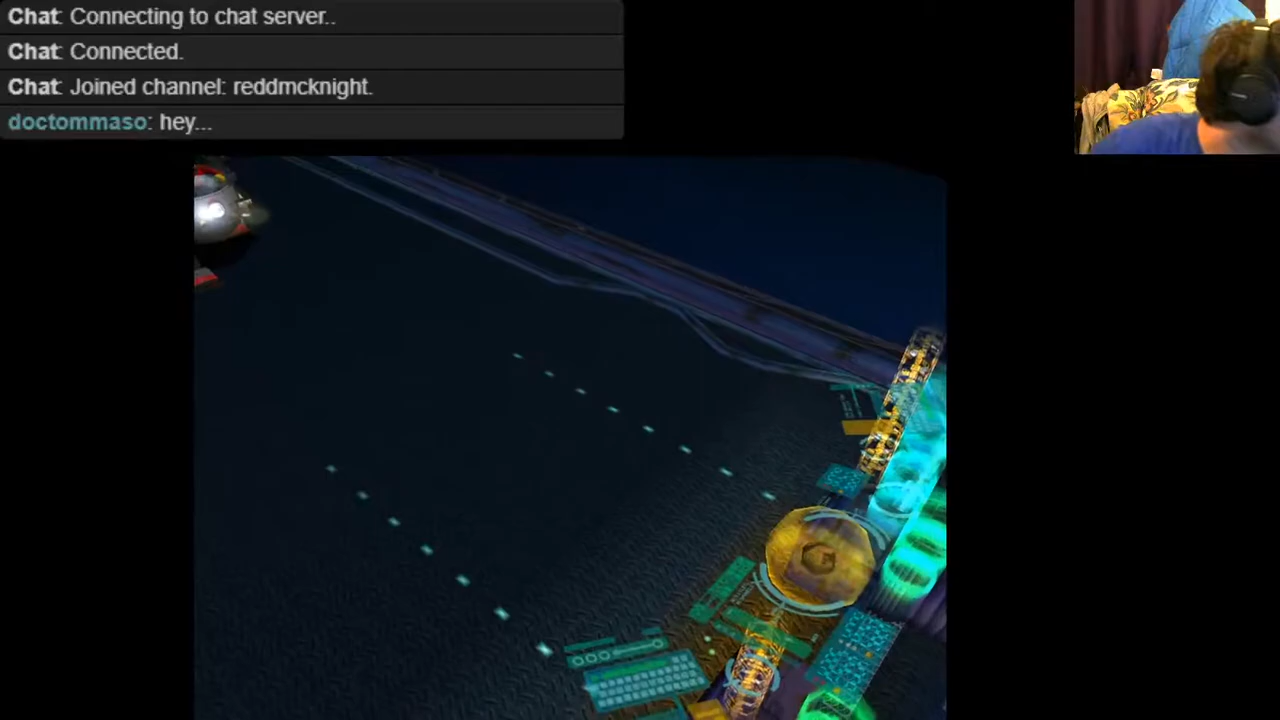 Chat: Connecting to chat server..
Chat: Connected.
Chat: Joined channel: reddmcknight.
doctommaso: hey...